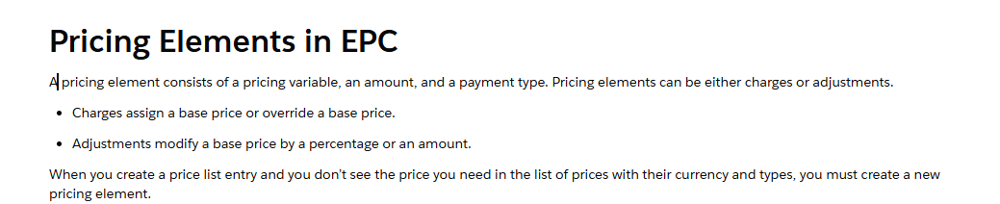 Pricing Elements in EPC
A pricing element consists of a pricing variable, an amount, and a payment type. Pricing elements can be either charges or adjustments.
• Charges assign a base price or override a base price.
• Adjustments modify a base price by a percentage or an amount.
When you create a price list entry and you don't see the price you need in the list of prices with their currency and types, you must create a new
pricing element.